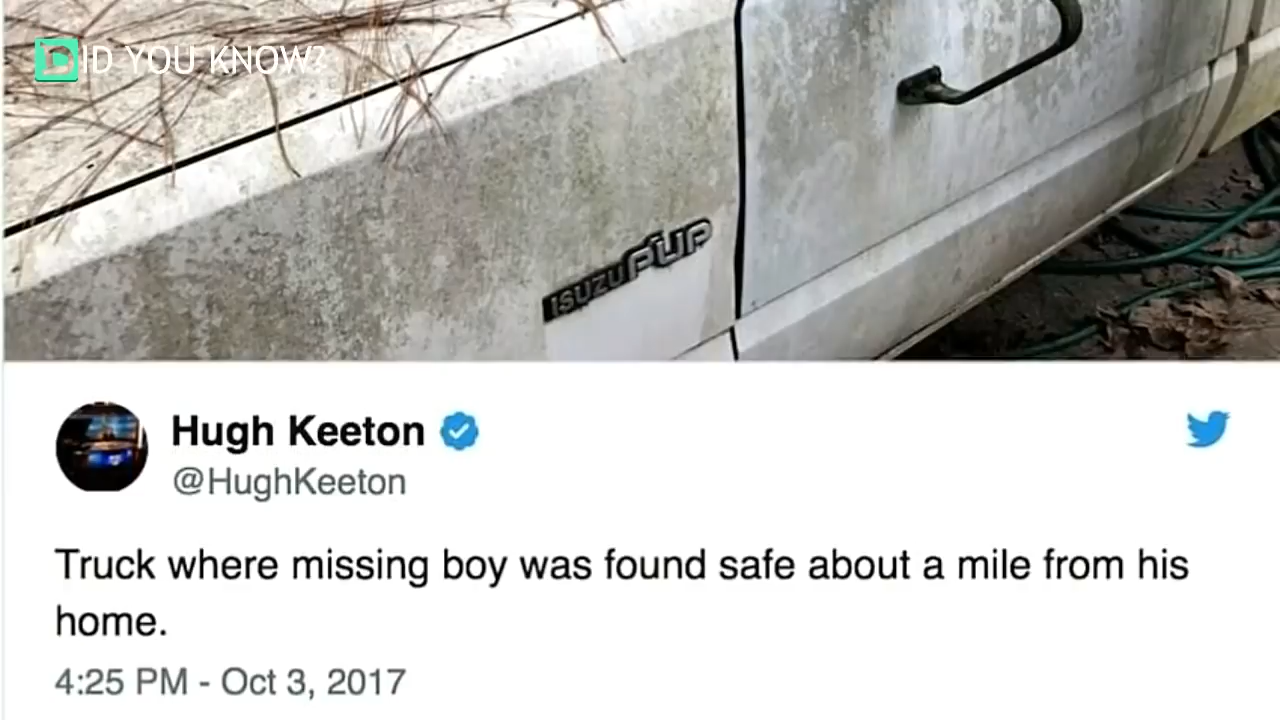 DID YOU KNOW?
ISUZU P'UP
Hugh Keeton
@HughKeeton
Truck where missing boy was found safe about a mile from his
home.
4:25 PM - Oct 3, 2017